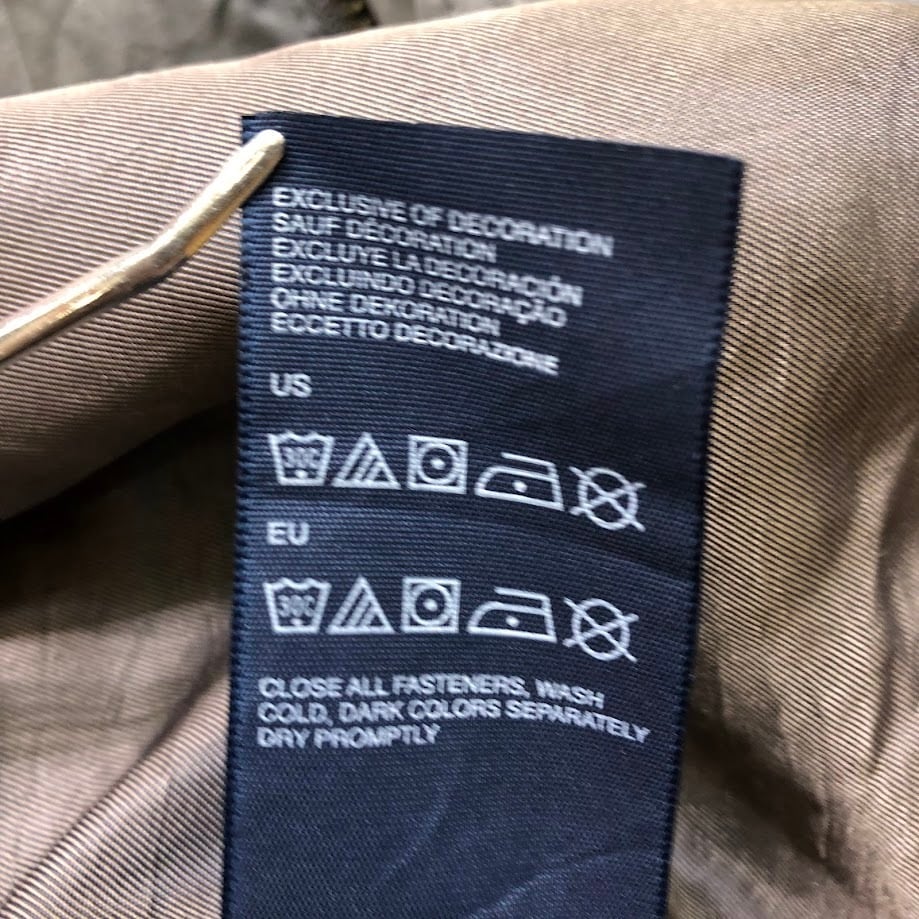 EXCLUSIVE OF DECORATION
SAUF DÉCORATION
EXCLUYE LA DECORACIÓN
EXCLUINDO DECORAÇÃO
OHNE DEKORATION
ECCETTO DECORAZIONE
US
30C
EU
30C
CLOSE ALL FASTENERS, WASH
COLD, DARK COLORS SEPARATELY
DRY PROMPTLY